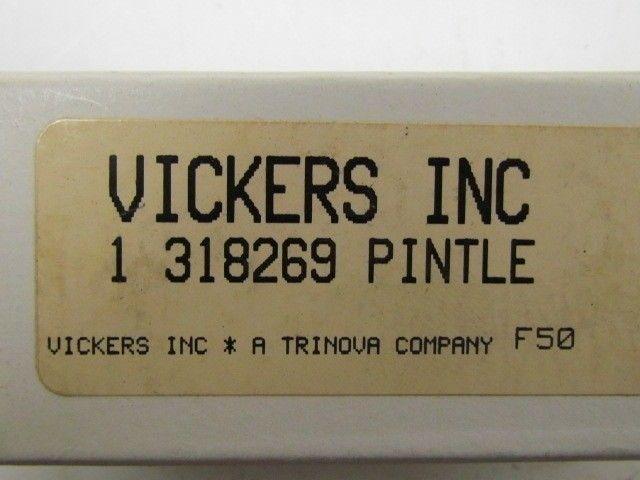 VICKERS INC
1 318269 PINTLE
VICKERS INC * A TRINOVA COMPANY F50